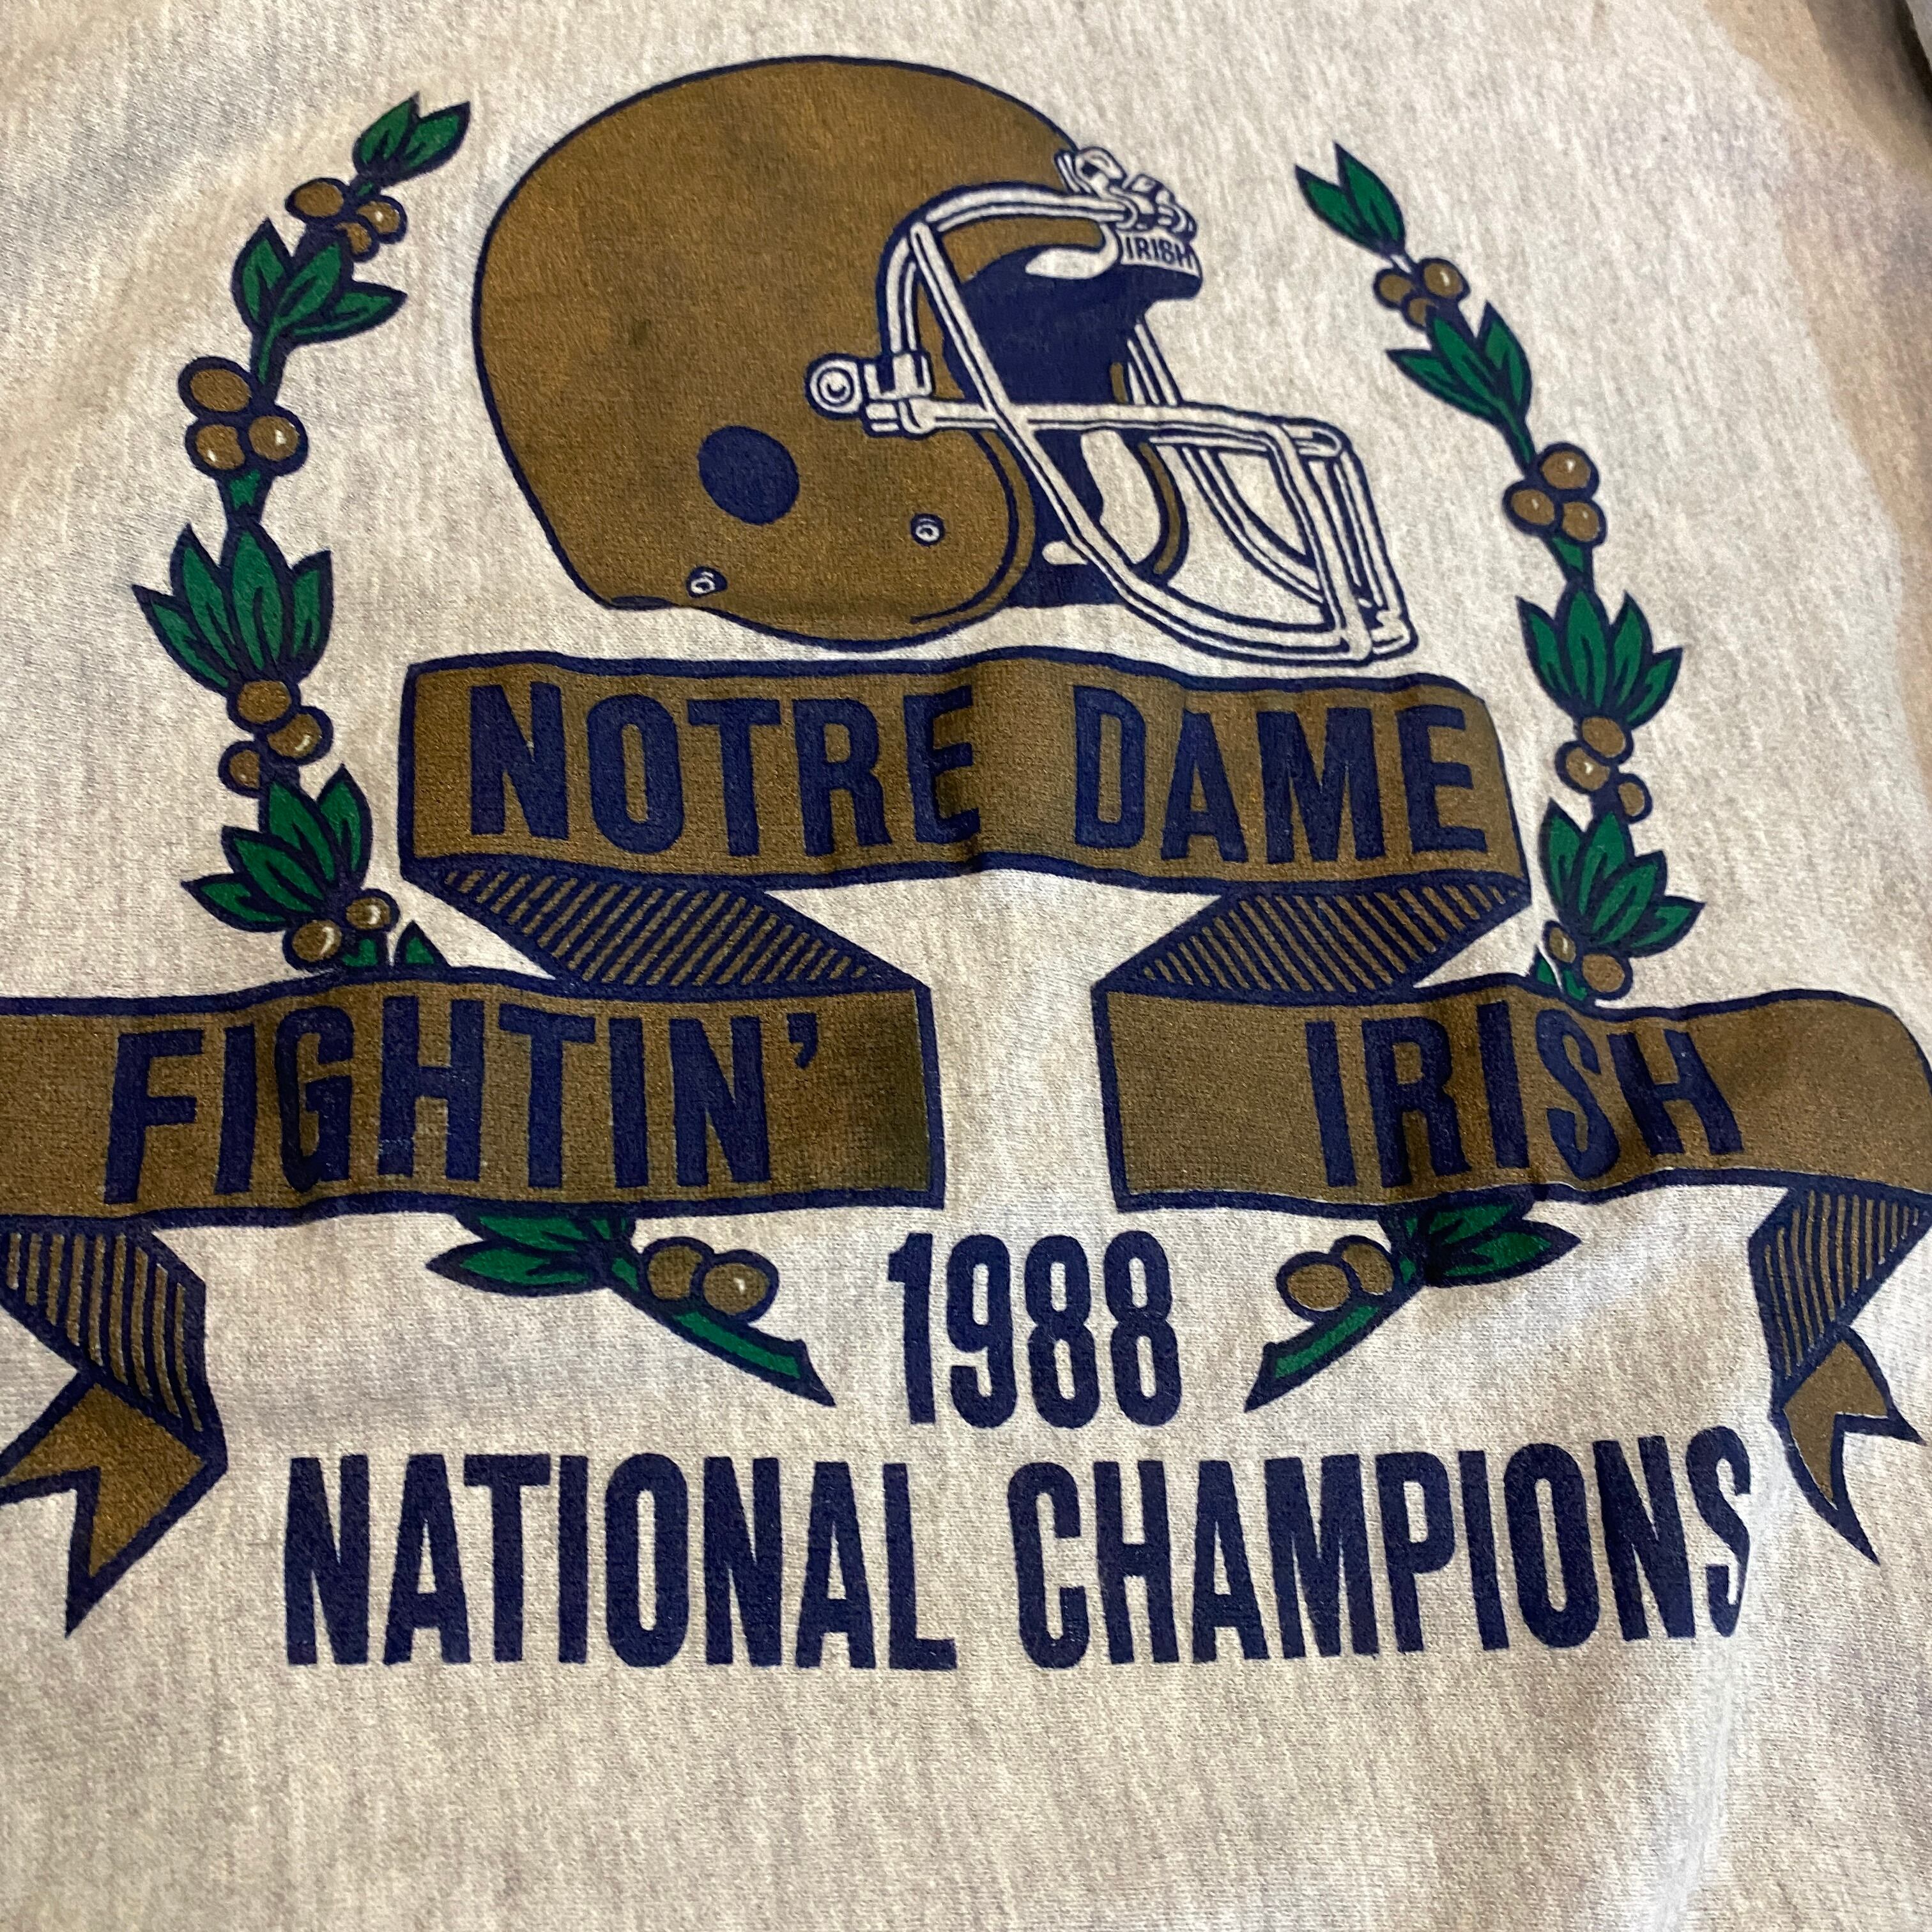 IRISH
NOTRE DAME
FIGHTIN' IRISH
1988
NATIONAL CHAMPIONS